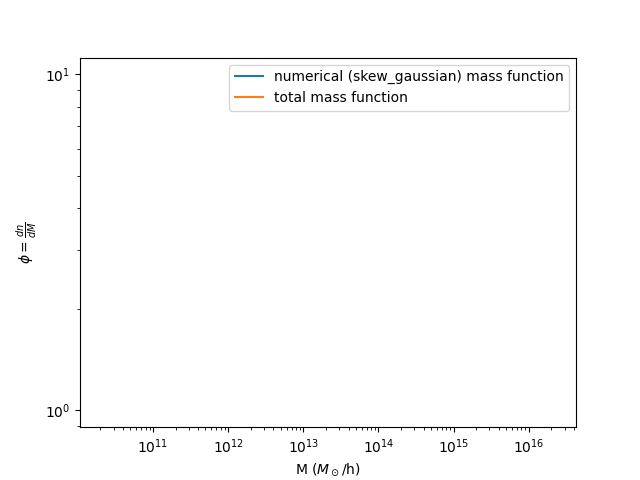 numerical (skew_gaussian) mass function
total mass function
10¹
10⁰
ϕ = dn/dM
10¹¹ 10¹² 10¹³ 10¹⁴ 10¹⁵ 10¹⁶
M (M⊙/h)